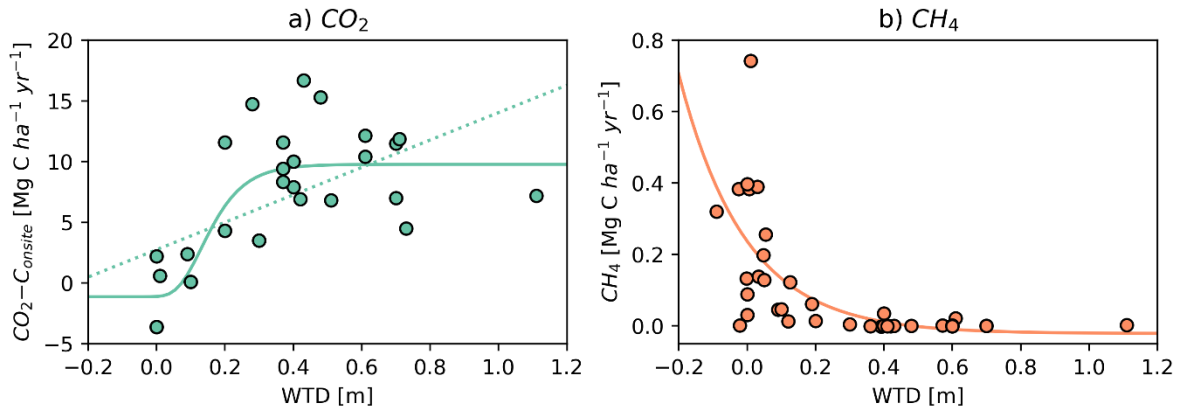 a) CO₂
CO₂−C_onsite [Mg C ha⁻¹ yr⁻¹]
20
15
10
5
0
−5
−0.2 0.0 0.2 0.4 0.6 0.8 1.0 1.2
WTD [m]
b) CH₄
CH₄ [Mg C ha⁻¹ yr⁻¹]
0.8
0.6
0.4
0.2
0.0
−0.2 0.0 0.2 0.4 0.6 0.8 1.0 1.2
WTD [m]